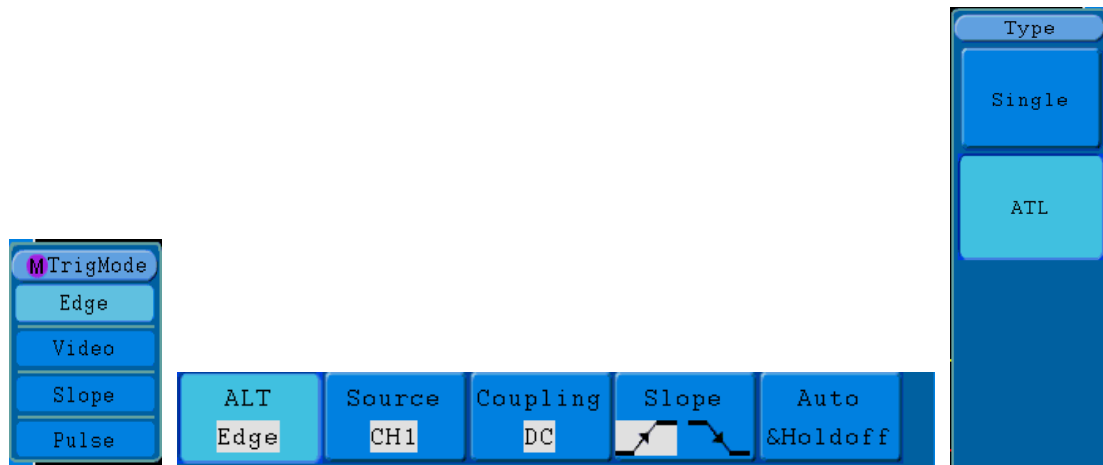 MTrigMode
Edge
Video
Slope
Pulse
ALT
Edge
Source
CH1
Coupling
DC
Slope
Auto
&Holdoff
Type
Single
ATL